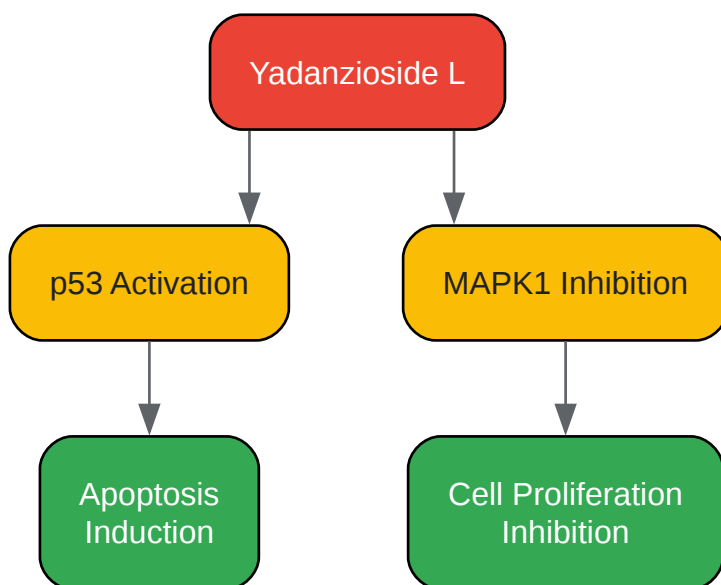 Yadanzioside L
p53 Activation
MAPK1 Inhibition
Apoptosis
Induction
Cell Proliferation
Inhibition